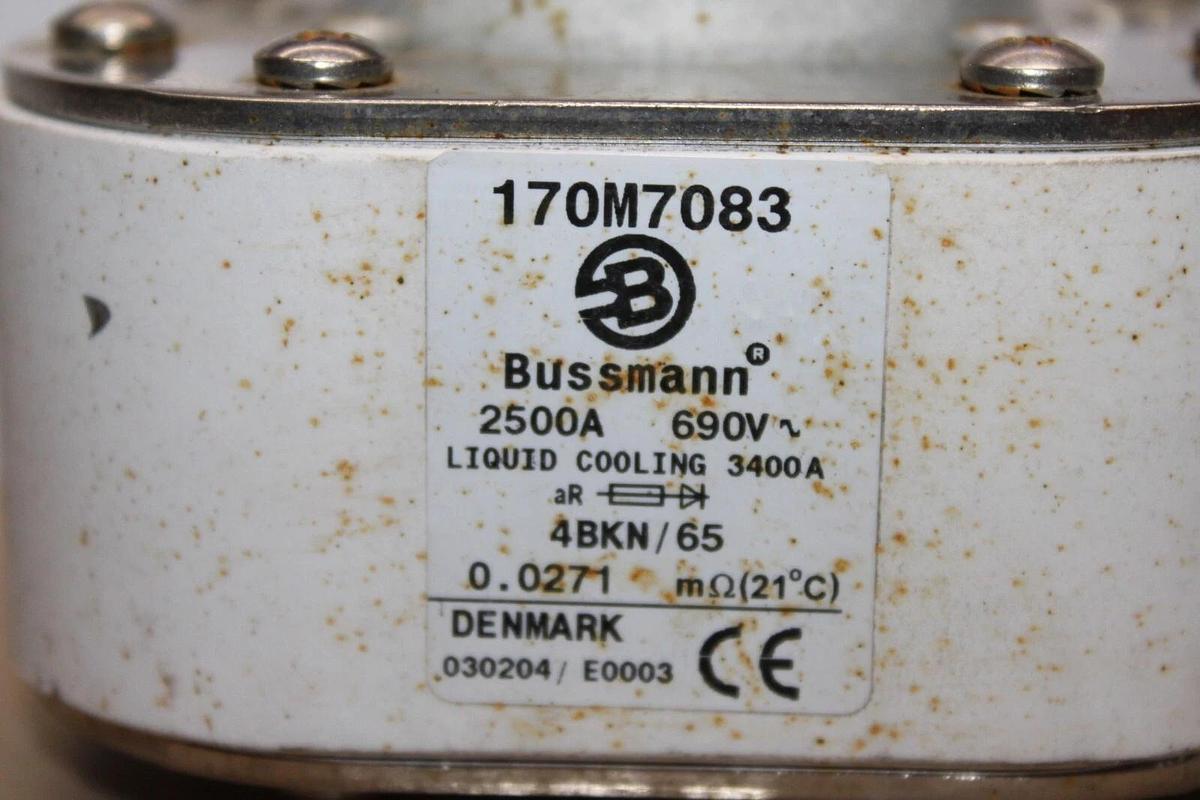 170M7083
B
Bussmann®
2500A 690V~
LIQUID COOLING 3400A
aR
4BKN/65
0.0271 mΩ(21°C)
DENMARK
030204/ E0003 CE